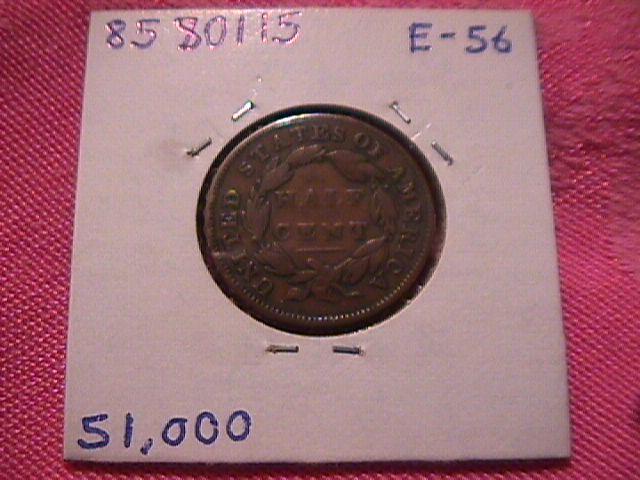 85 80115 E-56
UNITED STATES OF AMERICA
HALF
CENT
51,000